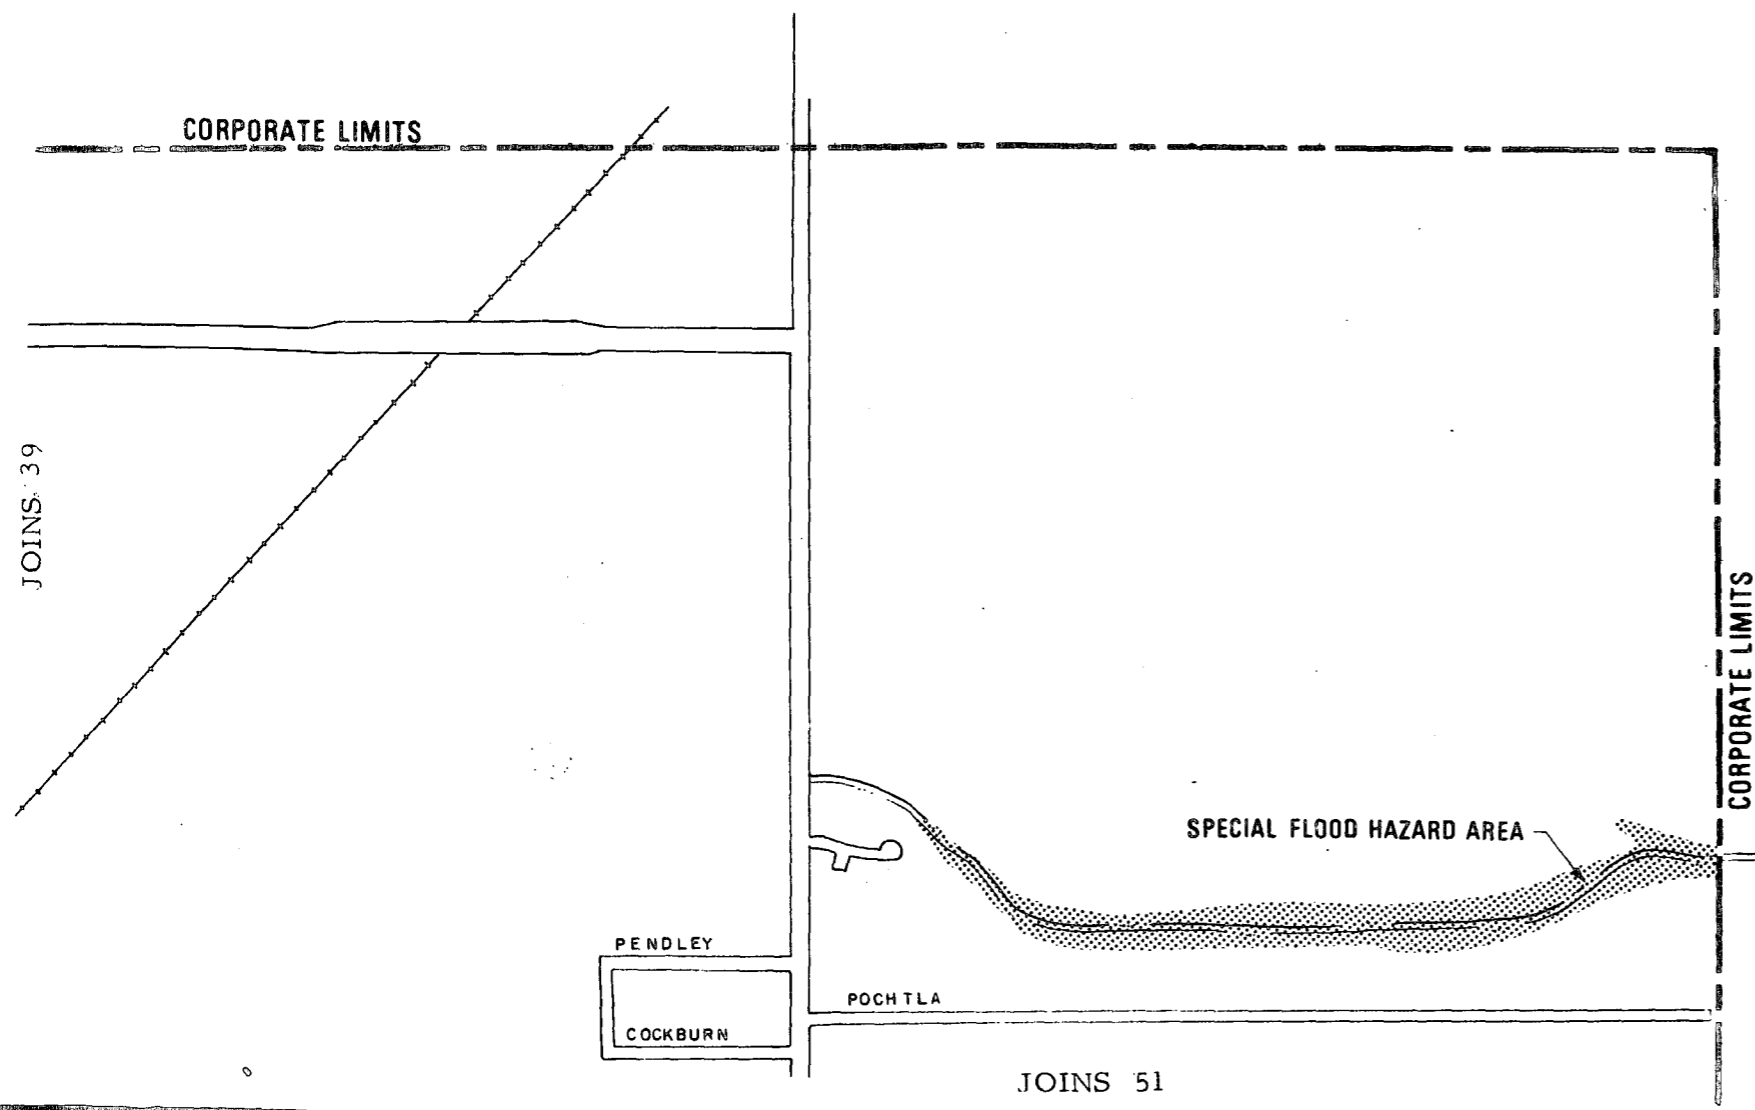 CORPORATE LIMITS
JOINS 39
CORPORATE LIMITS
SPECIAL FLOOD HAZARD AREA
PENDLEY
POCHTLA
COCKBURN
JOINS 51